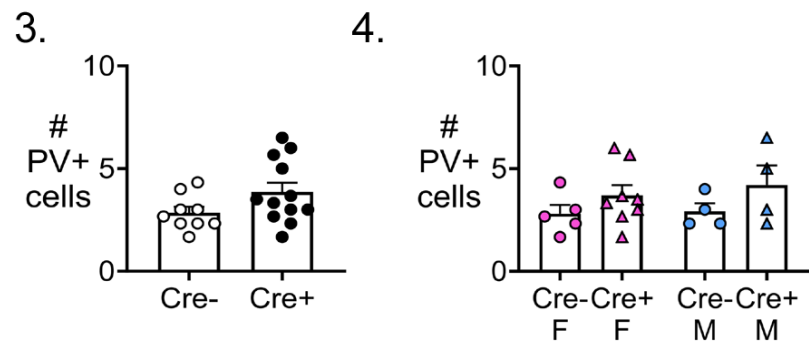 3.
10
#
PV+
cells
5
0
Cre-
Cre+
4.
10
#
PV+
cells
5
0
Cre- Cre+ Cre- Cre+
F F M M